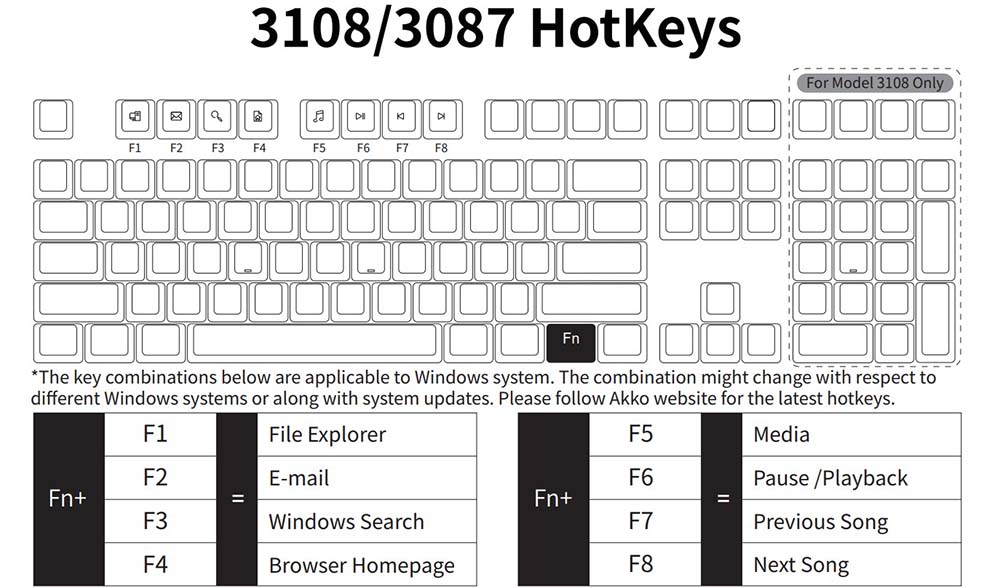 3108/3087 HotKeys
For Model 3108 Only
F1 F2 F3 F4 F5 F6 F7 F8
Fn
*The key combinations below are applicable to Windows system. The combination might change with respect to
different Windows systems or along with system updates. Please follow Akko website for the latest hotkeys.
Fn+ =
F1 File Explorer
F2 E-mail
F3 Windows Search
F4 Browser Homepage
Fn+ =
F5 Media
F6 Pause /Playback
F7 Previous Song
F8 Next Song